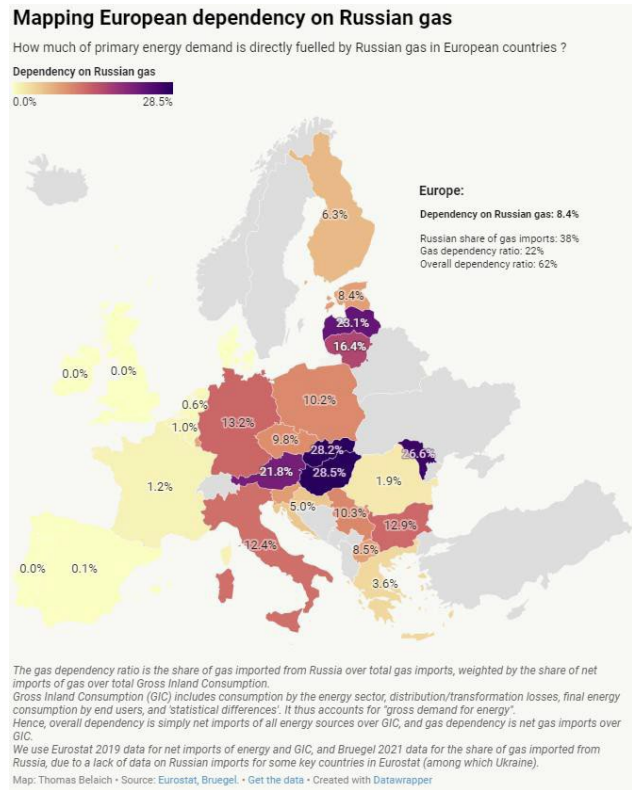 Mapping European dependency on Russian gas
How much of primary energy demand is directly fuelled by Russian gas in European countries ?
Dependency on Russian gas
0.0% 28.5%
Europe:
Dependency on Russian gas: 8.4%
Russian share of gas imports: 38%
Gas dependency ratio: 22%
Overall dependency ratio: 62%
6.3%
8.4%
23.1%
16.4%
0.0%
0.0%
0.6%
1.0%
13.2%
10.2%
9.8%
28.2%
26.6%
21.8%
28.5%
1.2%
1.9%
5.0%
10.3%
12.9%
12.4%
8.5%
0.0%
0.1%
3.6%
The gas dependency ratio is the share of gas imported from Russia over total gas imports, weighted by the share of net
imports of gas over total Gross Inland Consumption.
Gross Inland Consumption (GIC) includes consumption by the energy sector, distribution/transformation losses, final energy
consumption by end users, and 'statistical differences'. It thus accounts for "gross demand for energy".
Hence, overall dependency is simply net imports of all energy sources over GIC, and gas dependency is net gas imports over
GIC.
We use Eurostat 2019 data for net imports of energy and GIC, and Bruegel 2021 data for the share of gas imported from
Russia, due to a lack of data on Russian imports for some key countries in Eurostat (among which Ukraine).
Map: Thomas Belaich • Source: Eurostat, Bruegel. • Get the data • Created with Datawrapper